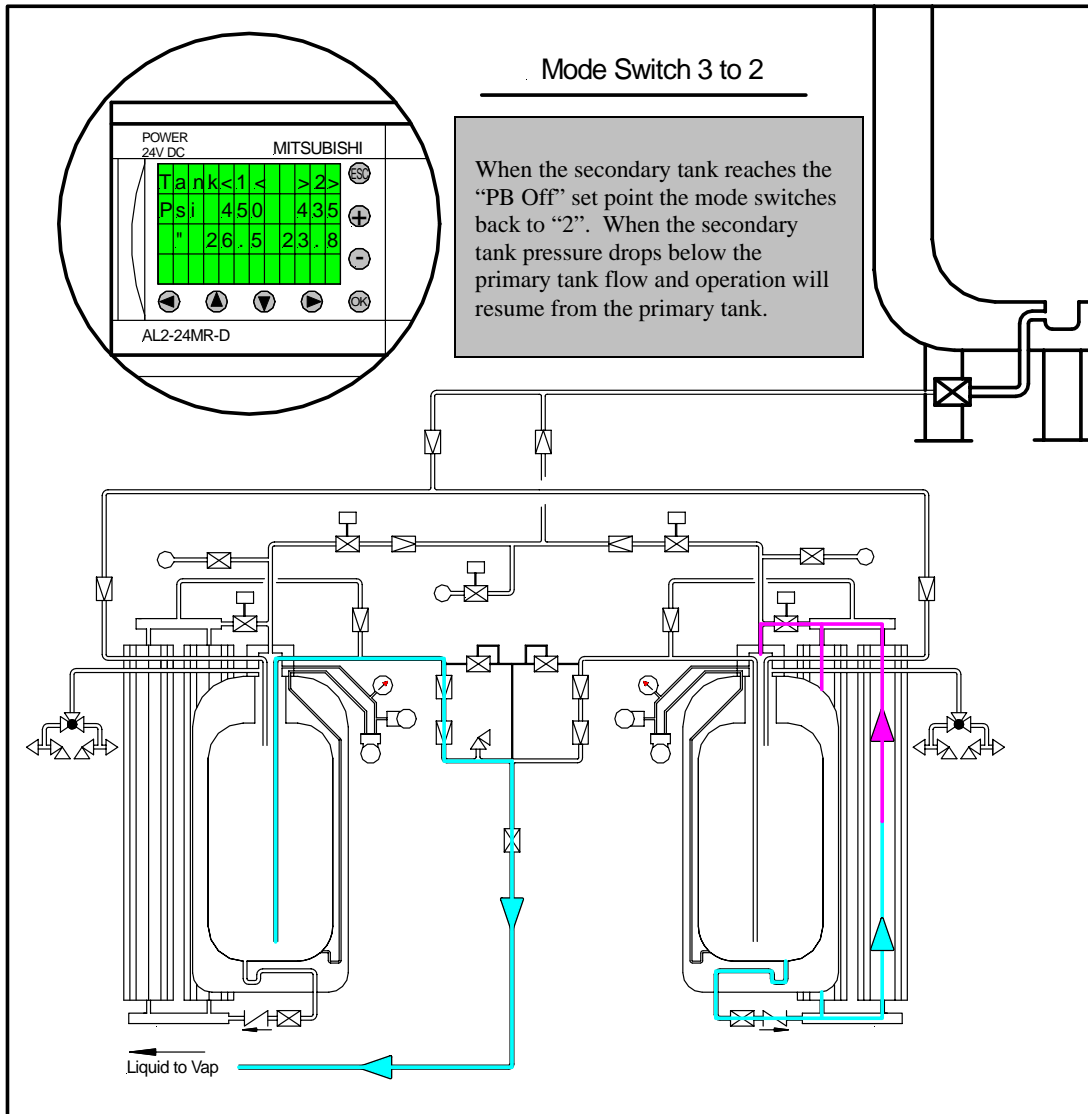 Mode Switch 3 to 2
POWER
24V DC
MITSUBISHI
Tank<1< >2>
Psi 450 435
" 26.5 23.8
ESC
+
-
OK
AL2-24MR-D
When the secondary tank reaches the
“PB Off” set point the mode switches
back to “2”. When the secondary
tank pressure drops below the
primary tank flow and operation will
resume from the primary tank.
Liquid to Vap